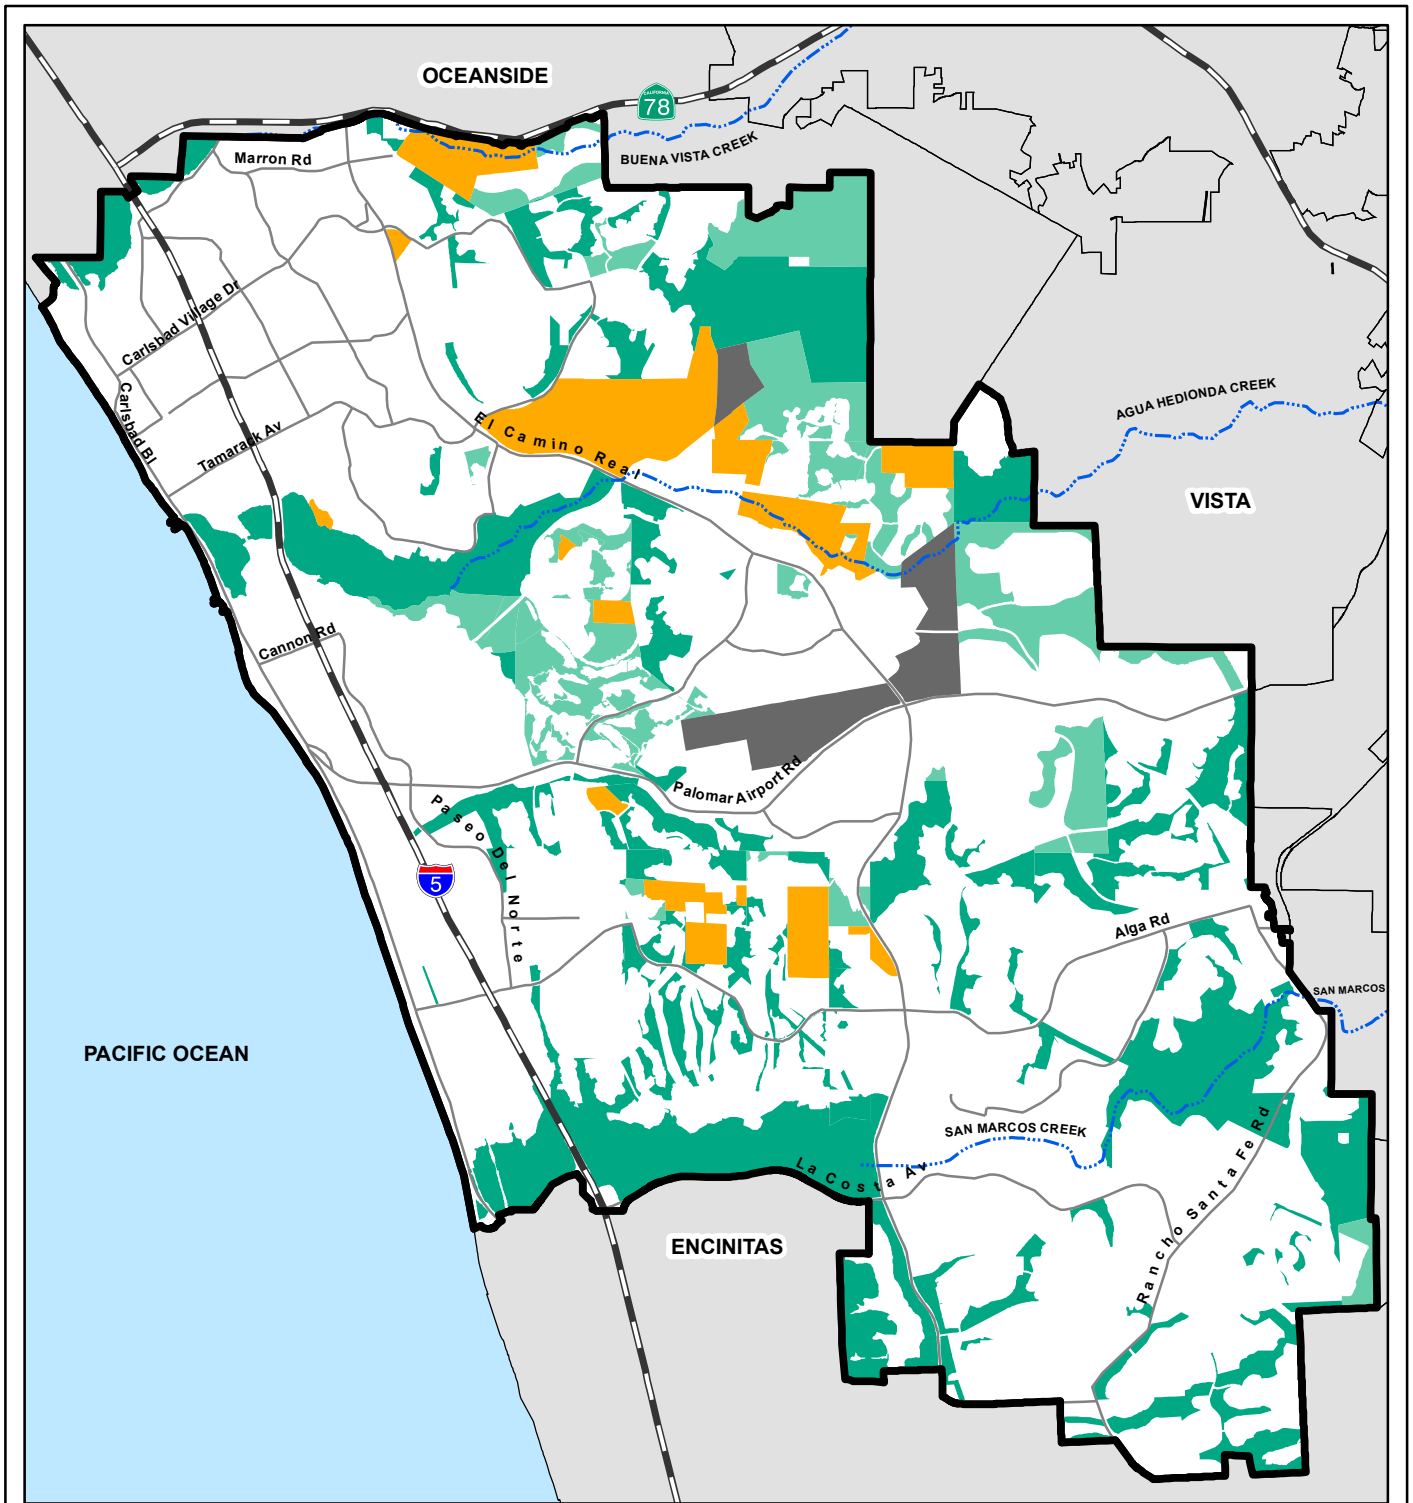 OCEANSIDE
CALIFORNIA
78
BUENA VISTA CREEK
Marron Rd
Carlsbad Village Dr
AGUA HEDIONDA CREEK
Carlsbad Bl
El Camino Real
Tamarack Av
VISTA
Cannon Rd
Palomar Airport Rd
Paseo Del Norte
5
Alga Rd
SAN MARCOS
PACIFIC OCEAN
SAN MARCOS CREEK
La Costa Av
Rancho Santa Fe Rd
ENCINITAS